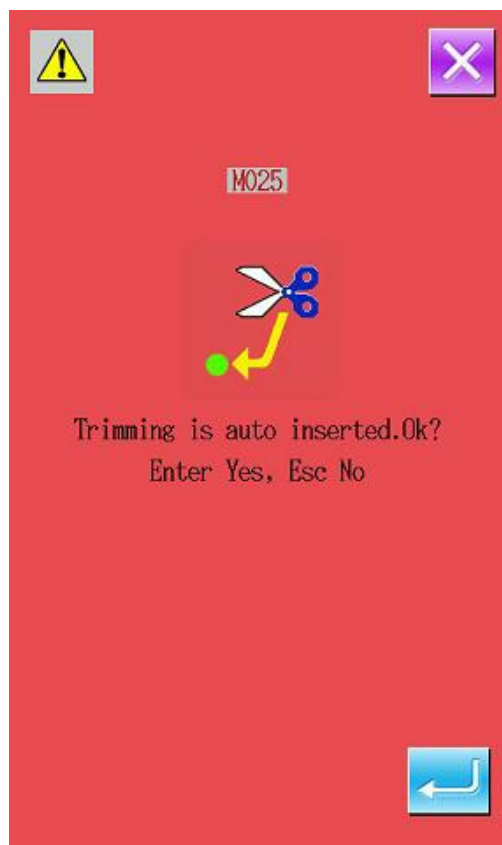 M025
Trimming is auto inserted.Ok?
Enter Yes, Esc No